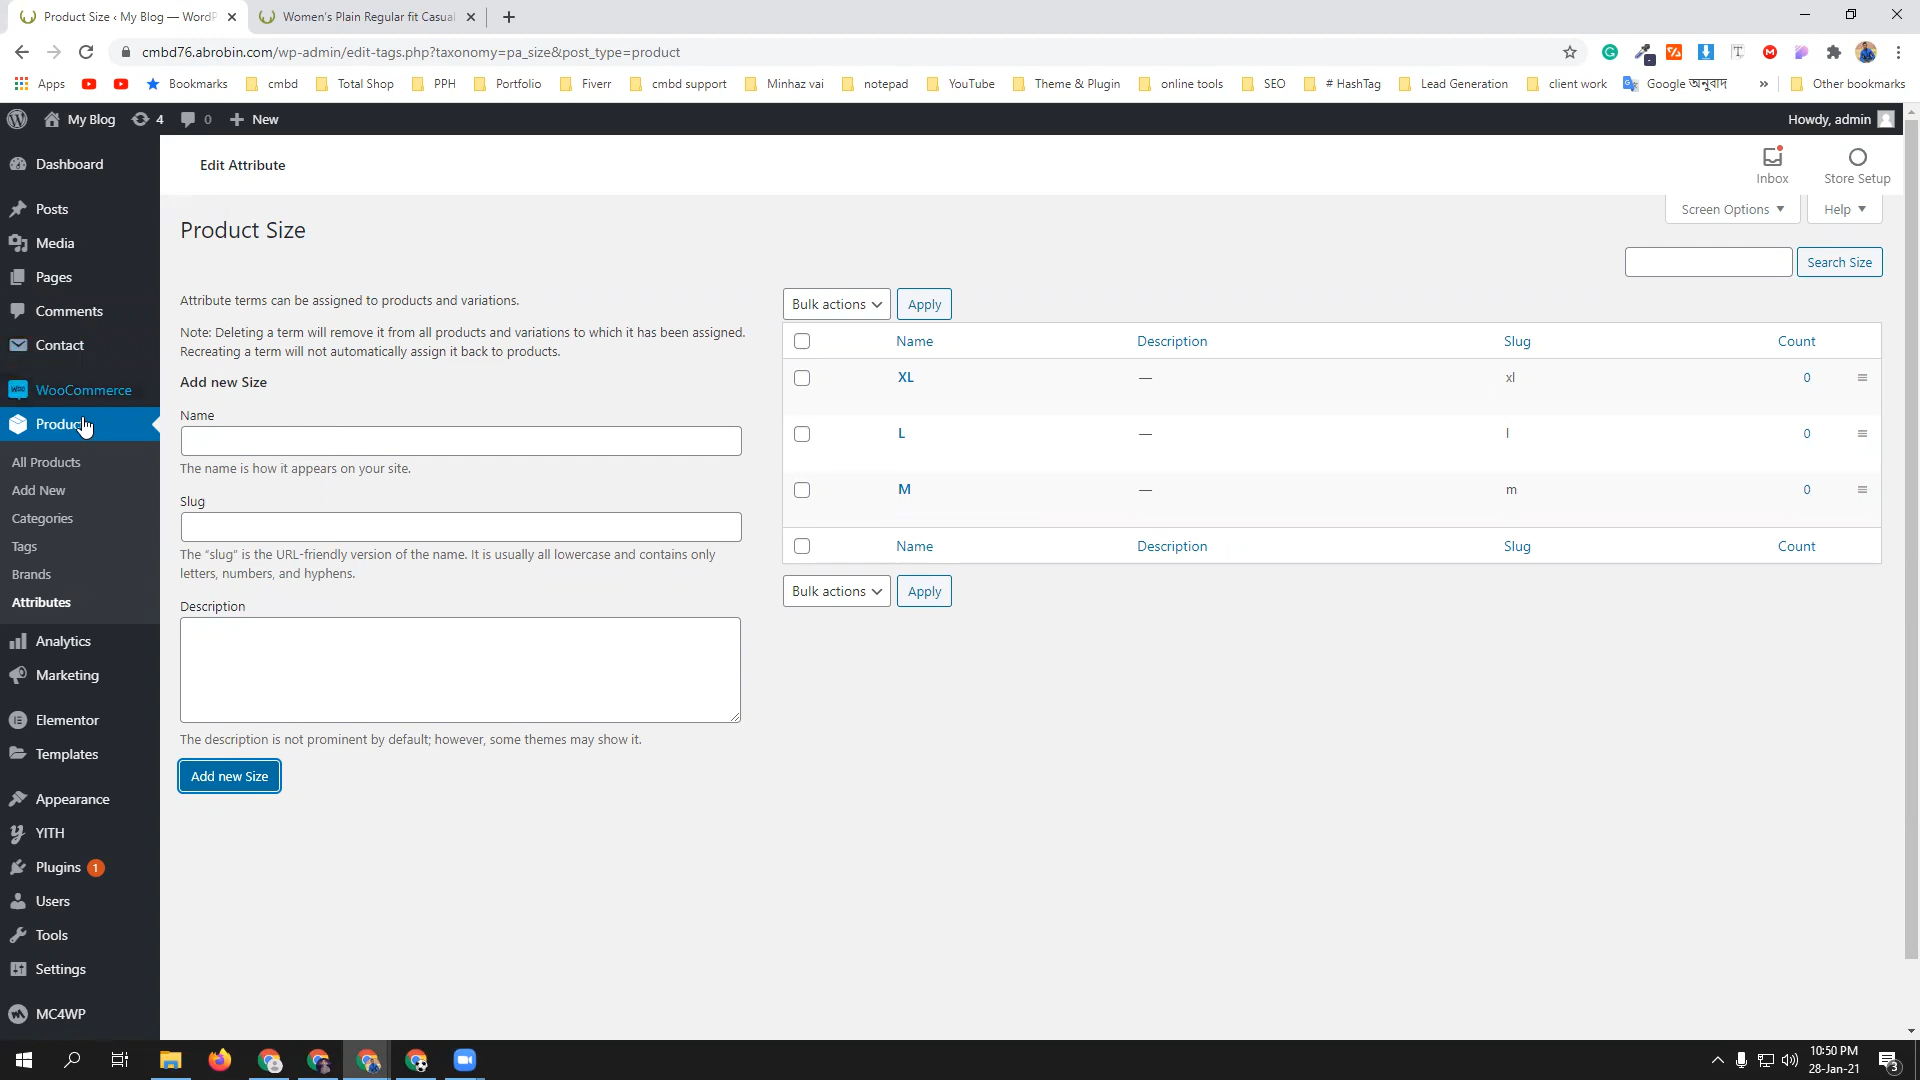 Product Size ‹ My Blog — WordP
Women's Plain Regular fit Casual
cmbd76.abrobin.com/wp-admin/edit-tags.php?taxonomy=pa_size&post_type=product
Apps
Bookmarks
cmbd
Total Shop
PPH
Portfolio
Fiverr
cmbd support
Minhaz vai
notepad
YouTube
Theme & Plugin
online tools
SEO
# HashTag
Lead Generation
client work
Google অনুবাদ
»
Other bookmarks
My Blog
4
0
New
Howdy, admin
Dashboard
Posts
Media
Pages
Comments
Contact
WooCommerce
Produc
All Products
Add New
Categories
Tags
Brands
Attributes
Analytics
Marketing
Elementor
Templates
Appearance
YITH
Plugins 1
Users
Tools
Settings
MC4WP
Edit Attribute
Inbox
Store Setup
Screen Options
Help
Product Size
Search Size
Attribute terms can be assigned to products and variations.
Note: Deleting a term will remove it from all products and variations to which it has been assigned.
Recreating a term will not automatically assign it back to products.
Add new Size
Name
The name is how it appears on your site.
Slug
The “slug” is the URL-friendly version of the name. It is usually all lowercase and contains only
letters, numbers, and hyphens.
Description
The description is not prominent by default; however, some themes may show it.
Add new Size
Bulk actions
Apply
Name Description Slug Count
XL — xl 0
L — l 0
M — m 0
Name Description Slug Count
Bulk actions
Apply
10:50 PM
28-Jan-21
3